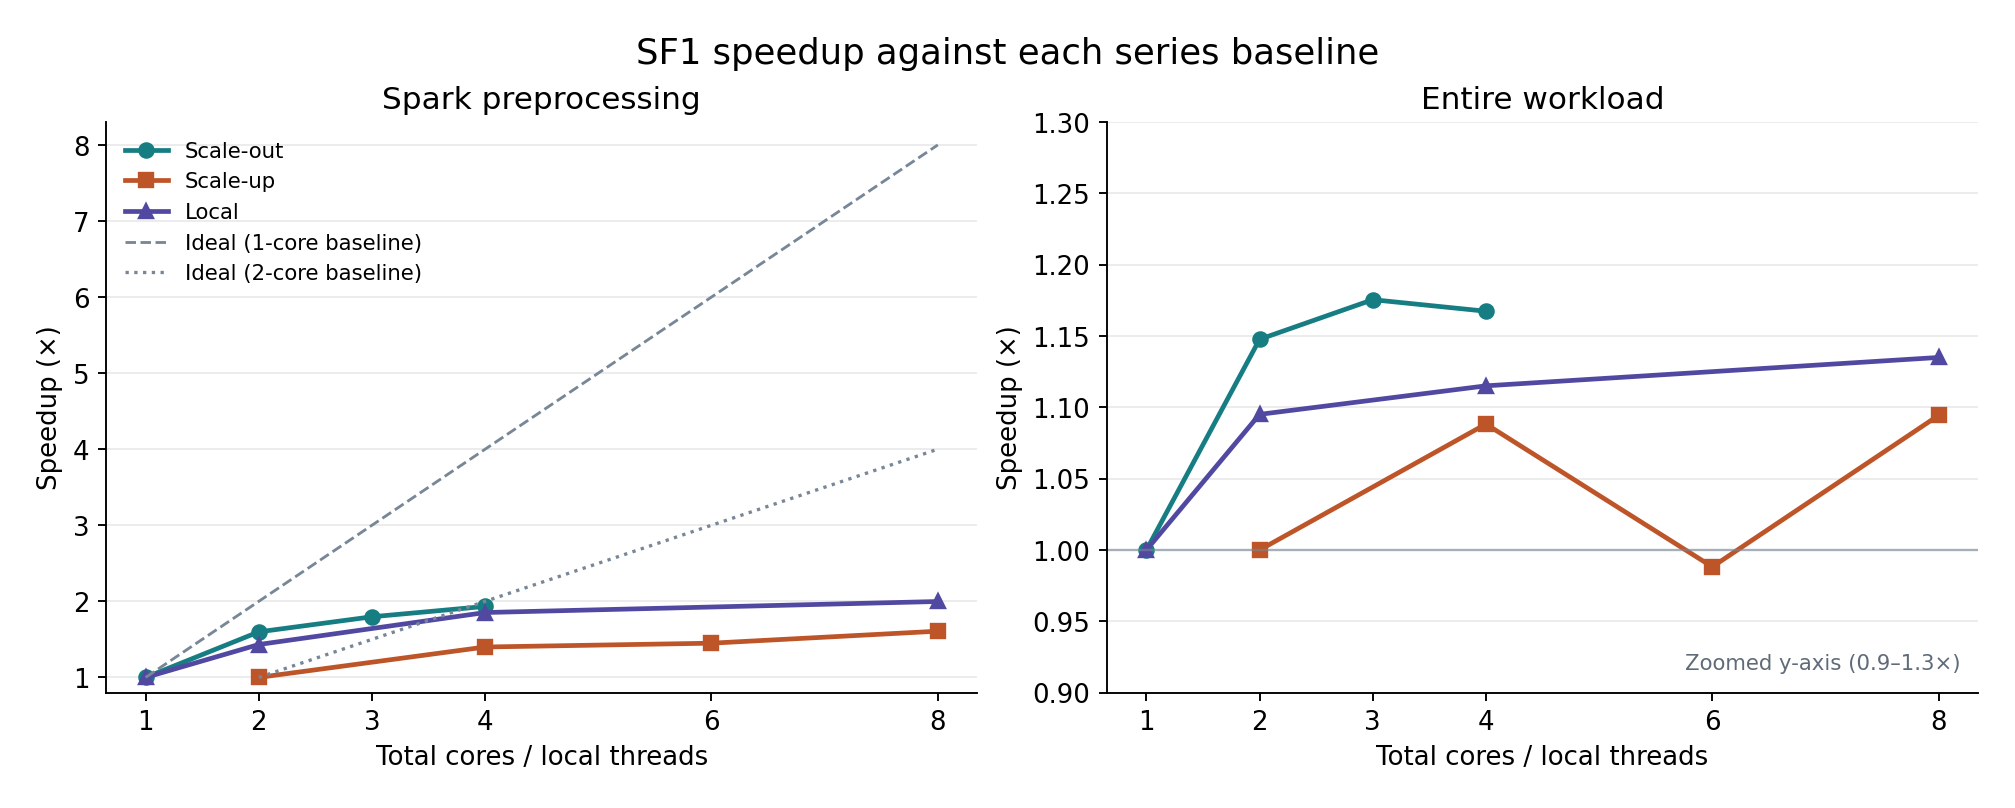 SF1 speedup against each series baseline
Spark preprocessing
Speedup (×)
8
7
6
5
4
3
2
1
Scale-out
Scale-up
Local
Ideal (1-core baseline)
Ideal (2-core baseline)
1 2 3 4 6 8
Total cores / local threads
Entire workload
Speedup (×)
1.30
1.25
1.20
1.15
1.10
1.05
1.00
0.95
0.90
Zoomed y-axis (0.9–1.3×)
1 2 3 4 6 8
Total cores / local threads